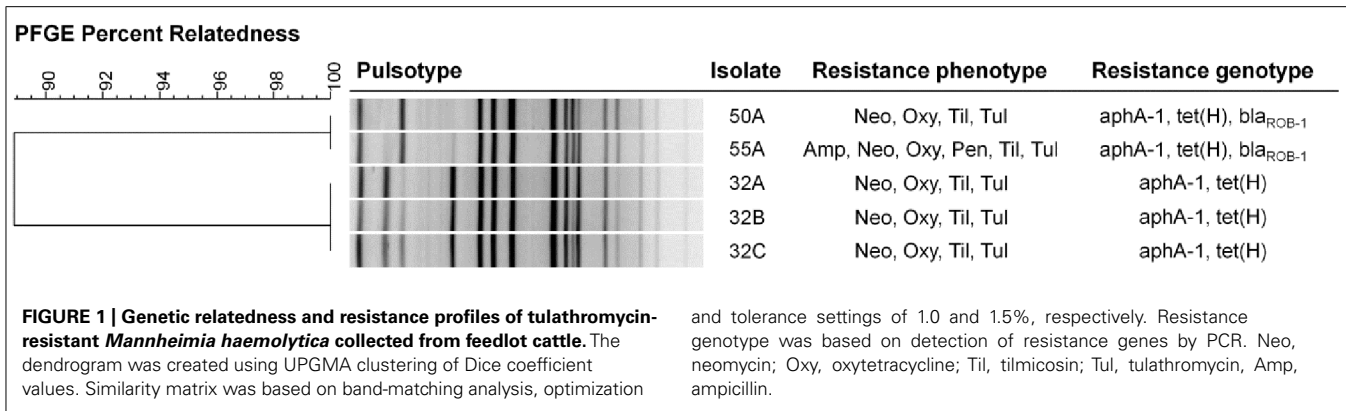 PFGE Percent Relatedness
90 92 94 96 98 100
Pulsotype Isolate Resistance phenotype Resistance genotype
50A Neo, Oxy, Til, Tul aphA-1, tet(H), blaROB-1
55A Amp, Neo, Oxy, Pen, Til, Tul aphA-1, tet(H), blaROB-1
32A Neo, Oxy, Til, Tul aphA-1, tet(H)
32B Neo, Oxy, Til, Tul aphA-1, tet(H)
32C Neo, Oxy, Til, Tul aphA-1, tet(H)
FIGURE 1 | Genetic relatedness and resistance profiles of tulathromycin-
resistant Mannheimia haemolytica collected from feedlot cattle. The
dendrogram was created using UPGMA clustering of Dice coefficient
values. Similarity matrix was based on band-matching analysis, optimization
and tolerance settings of 1.0 and 1.5%, respectively. Resistance
genotype was based on detection of resistance genes by PCR. Neo,
neomycin; Oxy, oxytetracycline; Til, tilmicosin; Tul, tulathromycin, Amp,
ampicillin.